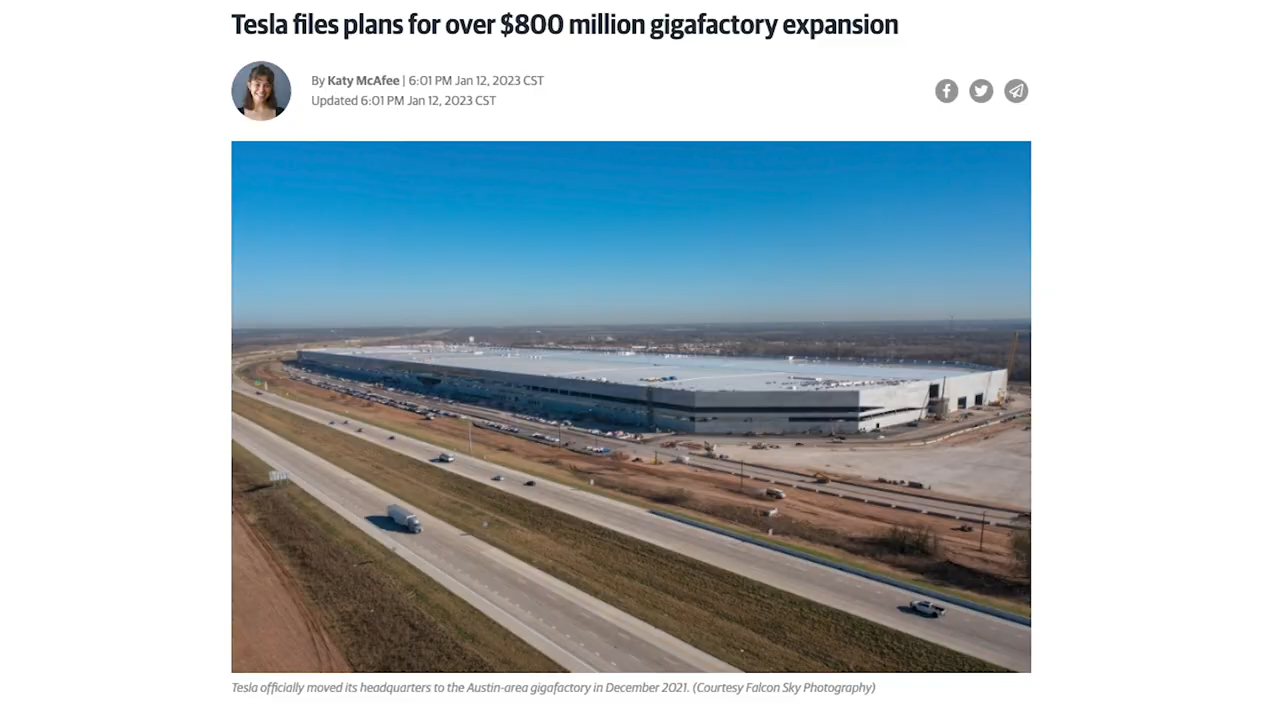 Tesla files plans for over $800 million gigafactory expansion
By Katy McAfee | 6:01 PM Jan 12, 2023 CST
Updated 6:01 PM Jan 12, 2023 CST
Tesla officially moved its headquarters to the Austin-area gigafactory in December 2021. (Courtesy Falcon Sky Photography)